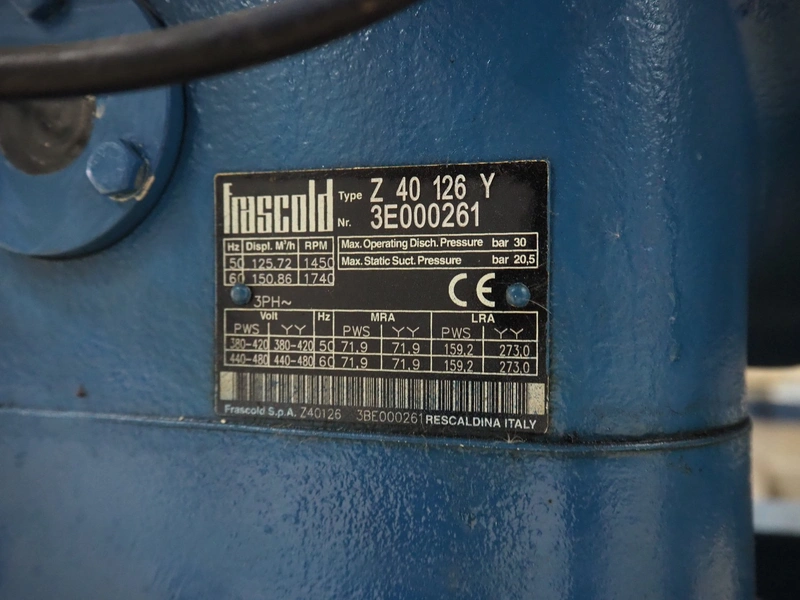 frascold Type Z 40 126 Y
Nr. 3E000261
Hz Displ. M³/h RPM
50 125,72 1450
60 150,86 1740
Max. Operating Disch. Pressure bar 30
Max. Static Suct. Pressure bar 20,5
CE
3PH~
Volt Hz MRA LRA
PWS YY PWS YY PWS YY
380-420 380-420 50 71,9 71,9 159,2 273,0
440-480 440-480 60 71,9 71,9 159,2 273,0
Frascold S.p.A. Z40126 3BE000261 RESCALDINA ITALY